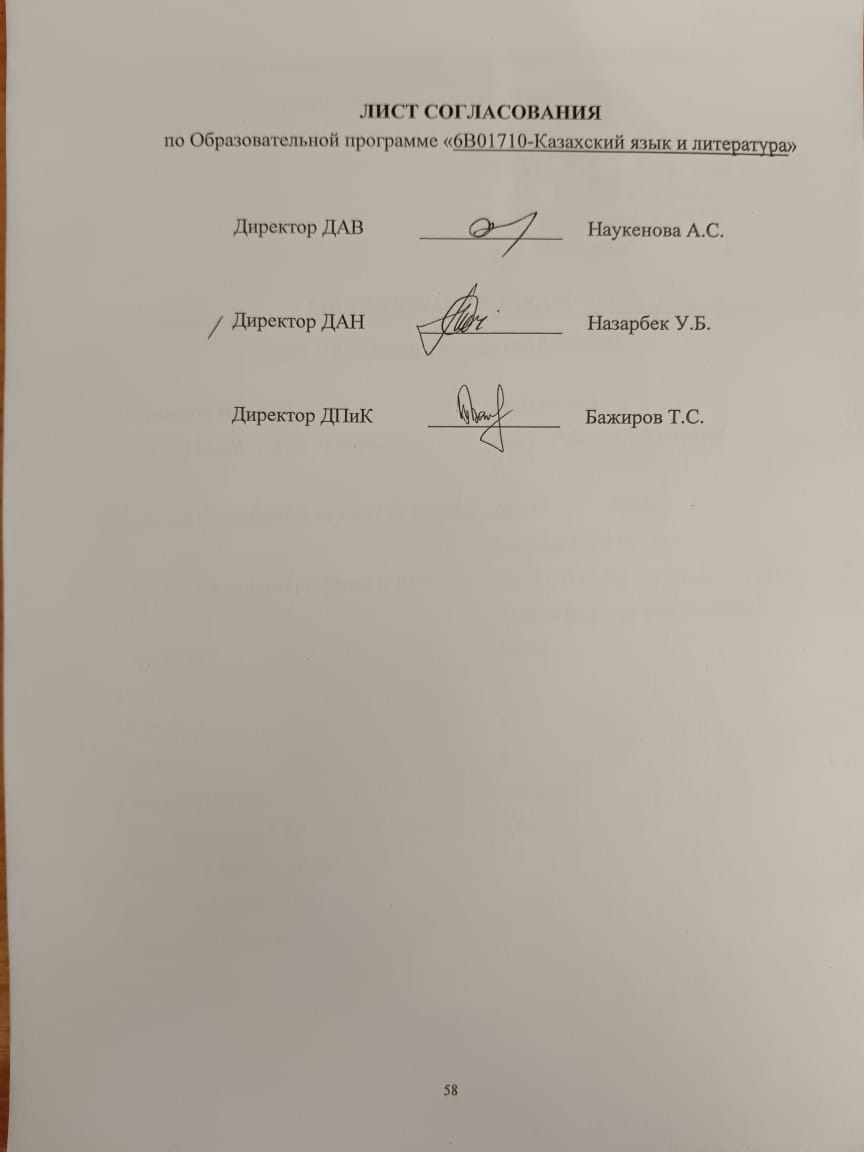 ЛИСТ СОГЛАСОВАНИЯ
по Образовательной программе «6В01710-Казахский язык и литература»
Директор ДАВ Наукенова А.С.
/ Директор ДАН Назарбек У.Б.
Директор ДПиК Бажиров Т.С.
58